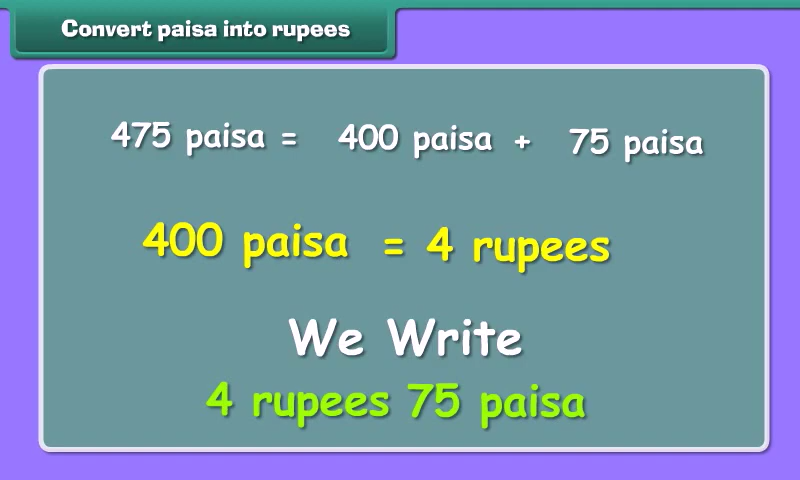 Convert paisa into rupees
475 paisa = 400 paisa + 75 paisa
400 paisa = 4 rupees
We Write
4 rupees 75 paisa